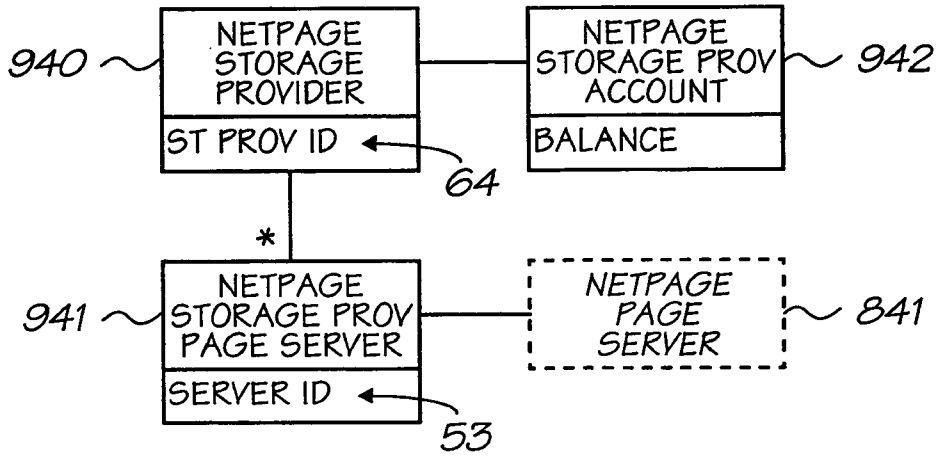 940
NETPAGE
STORAGE
PROVIDER
ST PROV ID
64
NETPAGE
STORAGE PROV
ACCOUNT
BALANCE
942
*
941
NETPAGE
STORAGE PROV
PAGE SERVER
SERVER ID
53
NETPAGE
PAGE
SERVER
841